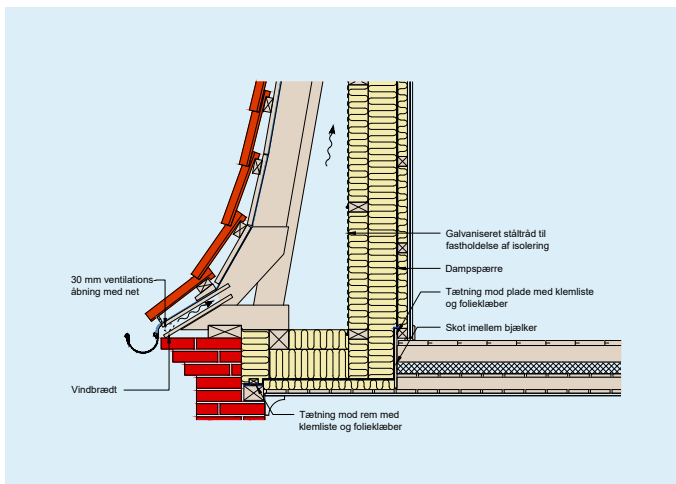 Galvaniseret ståltråd til
fastholdelse af isolering
Dampspærre
30 mm ventilations
åbning med net
Tætning mod plade med klemliste
og folieklæber
Skot imellem bjælker
Vindbrædt
Tætning mod rem med
klemliste og folieklæber